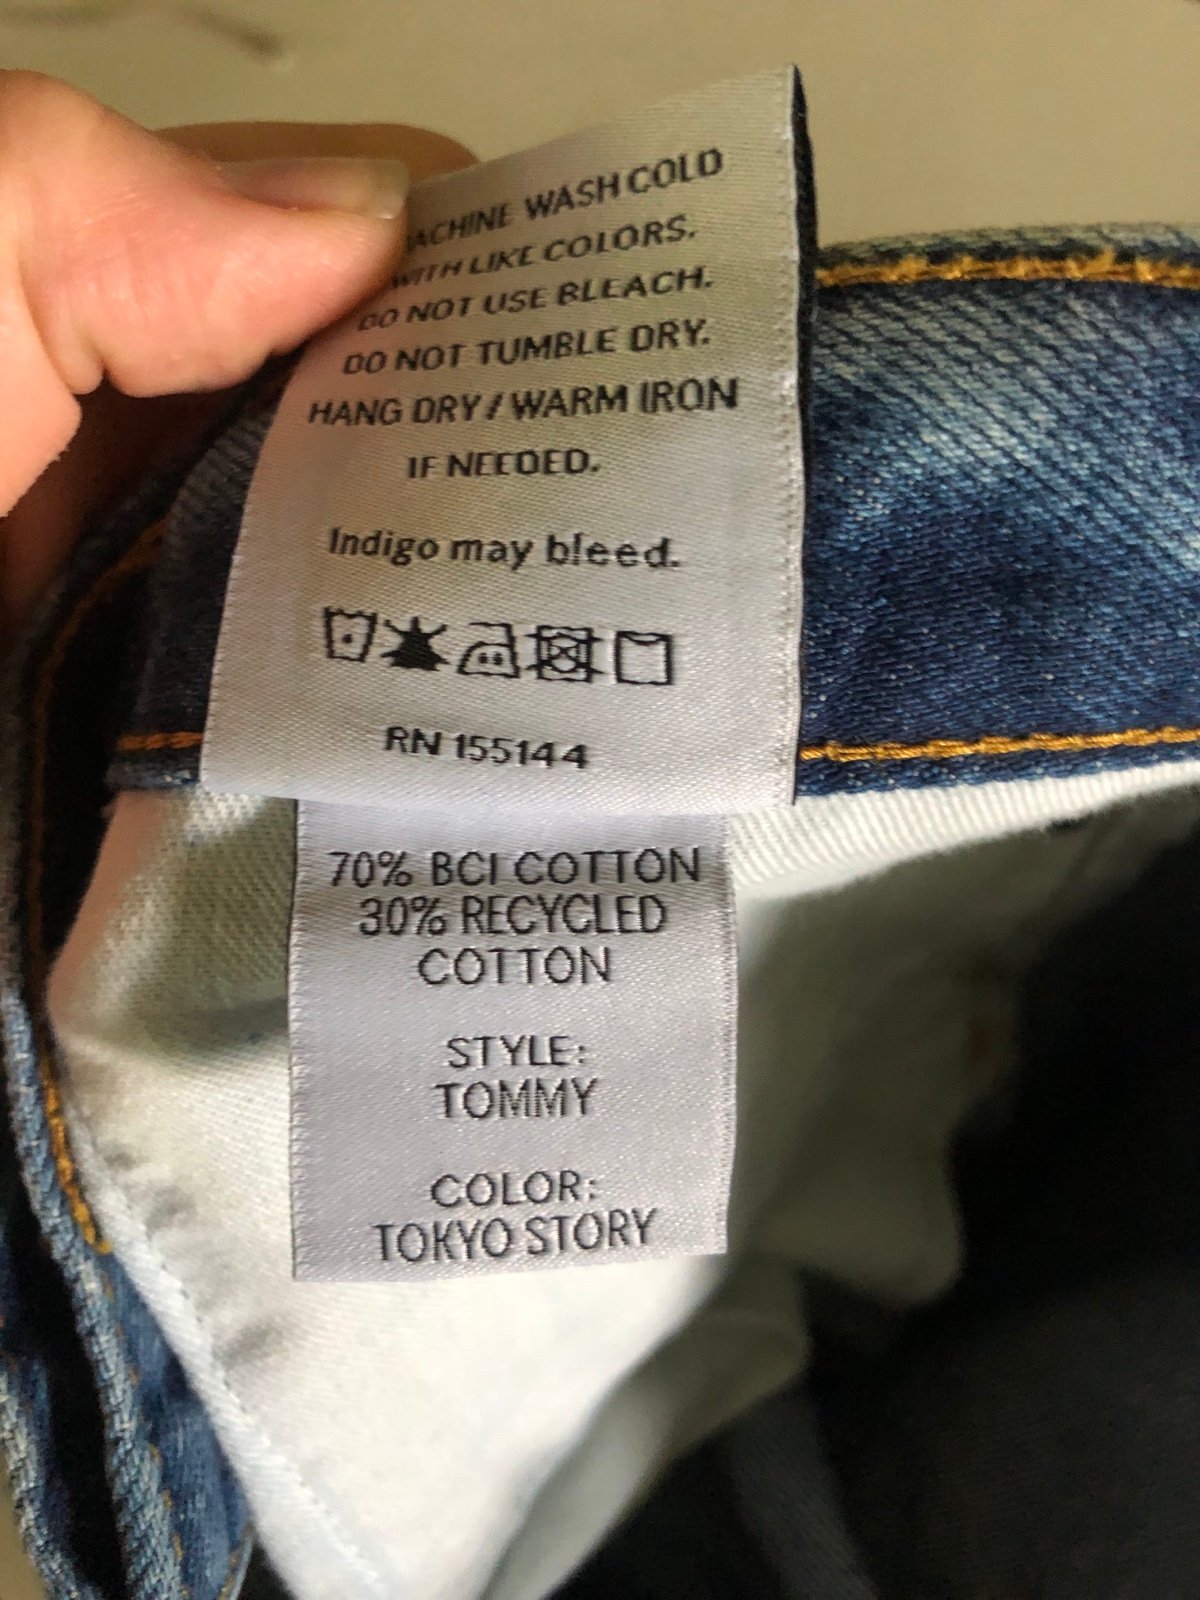 WASH COLD
WITH LIKE COLORS.
DO NOT USE BLEACH.
DO NOT TUMBLE DRY.
HANG DRY / WARM IRON
IF NEEDED.
Indigo may bleed.
RN 155144
70% BCI COTTON
30% RECYCLED
COTTON
STYLE:
TOMMY
COLOR:
TOKYO STORY